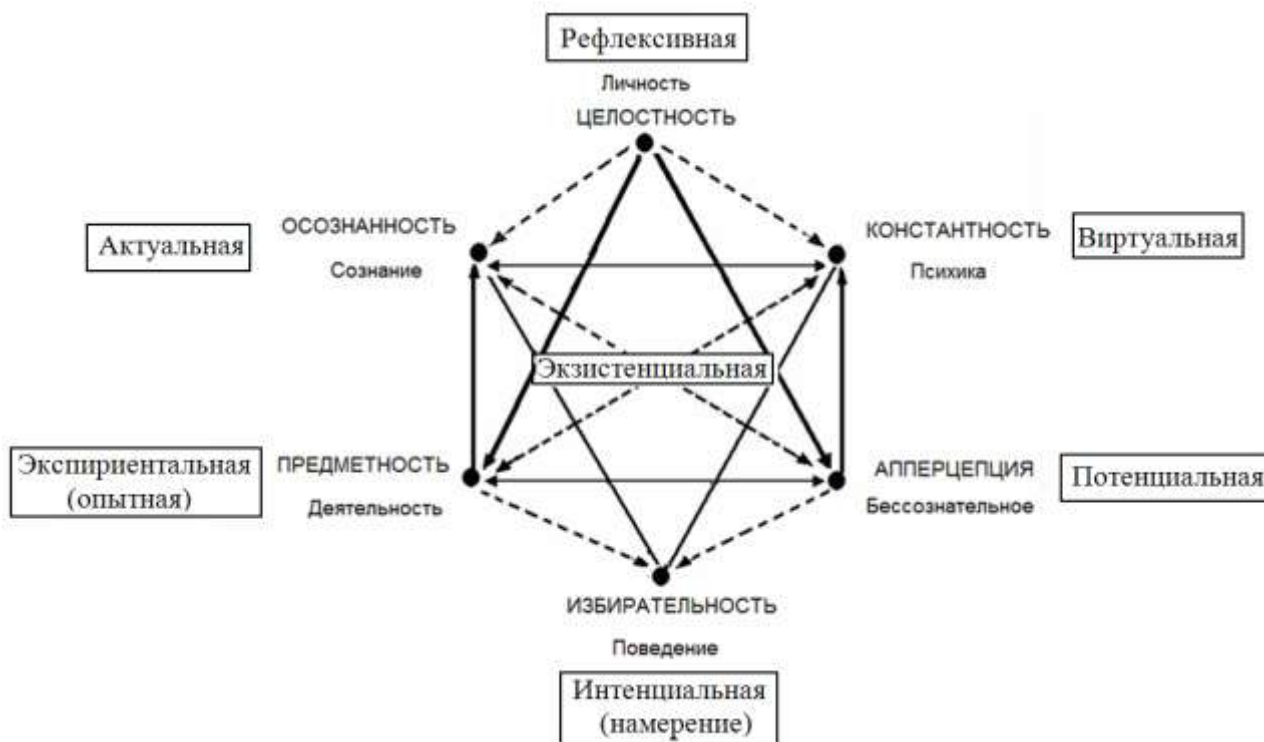 Рефлексивная
Личность
ЦЕЛОСТНОСТЬ
ОСОЗНАННОСТЬ
КОНСТАНТНОСТЬ
Актуальная
Виртуальная
Сознание
Психика
Экзистенциальная
Экспириентальная
(опытная)
ПРЕДМЕТНОСТЬ
АППЕРЦЕПЦИЯ
Потенциальная
Деятельность
Бессознательное
ИЗБИРАТЕЛЬНОСТЬ
Поведение
Интенциальная
(намерение)